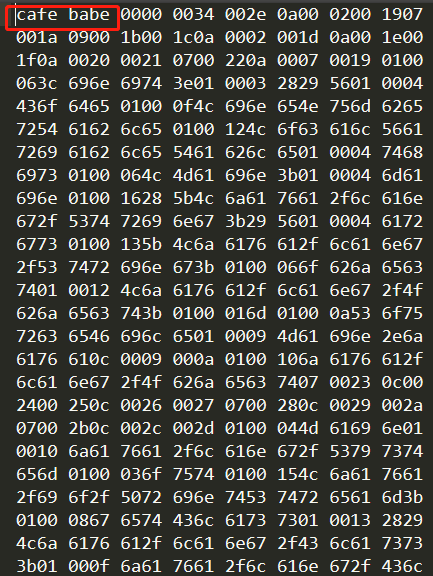 cafe babe 0000 0034 002e 0a00 0200 1907
001a 0900 1b00 1c0a 0002 001d 0a00 1e00
1f0a 0020 0021 0700 220a 0007 0019 0100
063c 696e 6974 3e01 0003 2829 5601 0004
436f 6465 0100 0f4c 696e 654e 756d 6265
7254 6162 6c65 0100 124c 6f63 616c 5661
7269 6162 6c65 5461 626c 6501 0004 7468
6973 0100 064c 4d61 696e 3b01 0004 6d61
696e 0100 1628 5b4c 6a61 7661 2f6c 616e
672f 5374 7269 6e67 3b29 5601 0004 6172
6773 0100 135b 4c6a 6176 612f 6c61 6e67
2f53 7472 696e 673b 0100 066f 626a 6563
7401 0012 4c6a 6176 612f 6c61 6e67 2f4f
626a 6563 743b 0100 016d 0100 0a53 6f75
7263 6546 696c 6501 0009 4d61 696e 2e6a
6176 610c 0009 000a 0100 106a 6176 612f
6c61 6e67 2f4f 626a 6563 7407 0023 0c00
2400 250c 0026 0027 0700 280c 0029 002a
0700 2b0c 002c 002d 0100 044d 6169 6e01
0010 6a61 7661 2f6c 616e 672f 5379 7374
656d 0100 036f 7574 0100 154c 6a61 7661
2f69 6f2f 5072 696e 7453 7472 6561 6d3b
0100 0867 6574 436c 6173 7301 0013 2829
4c6a 6176 612f 6c61 6e67 2f43 6c61 7373
3b01 000f 6a61 7661 2f6c 616e 672f 436c